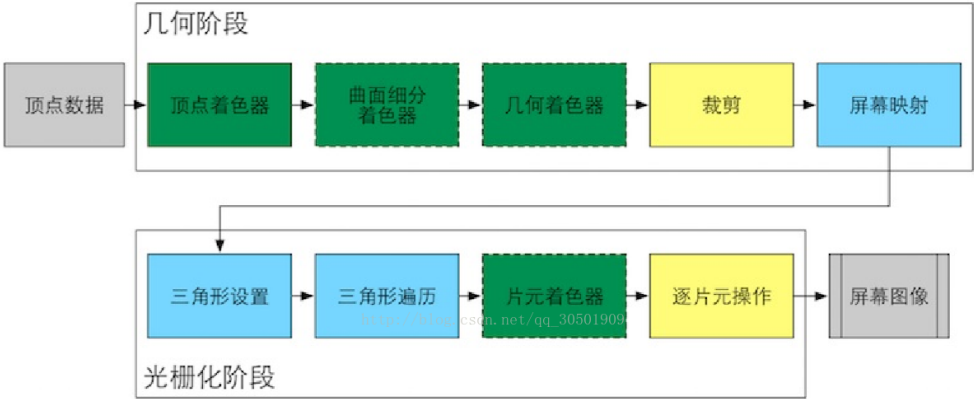 几何阶段
顶点数据
顶点着色器
曲面细分
着色器
几何着色器
裁剪
屏幕映射
三角形设置
三角形遍历
片元着色器
逐片元操作
屏幕图像
光栅化阶段